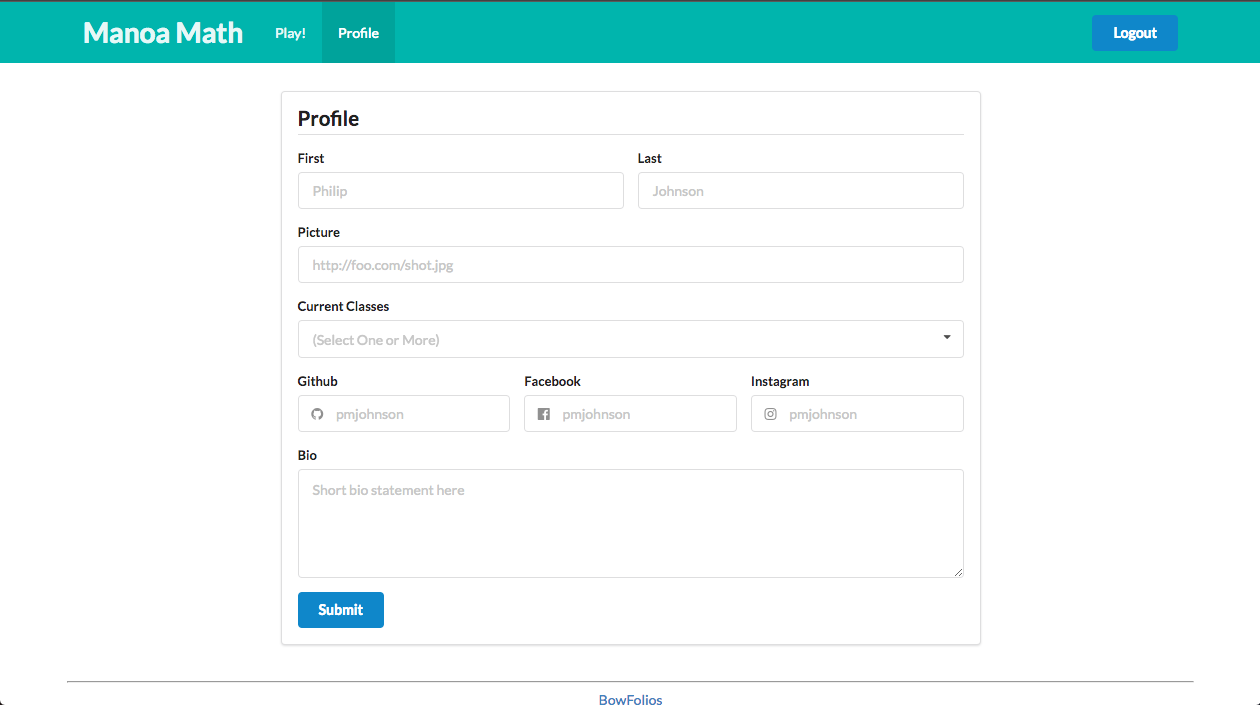 Manoa Math Play! Profile Logout
Profile
First Last
Philip Johnson
Picture
http://foo.com/shot.jpg
Current Classes
(Select One or More)
Github Facebook Instagram
pmjohnson pmjohnson pmjohnson
Bio
Short bio statement here
Submit
BowFolios